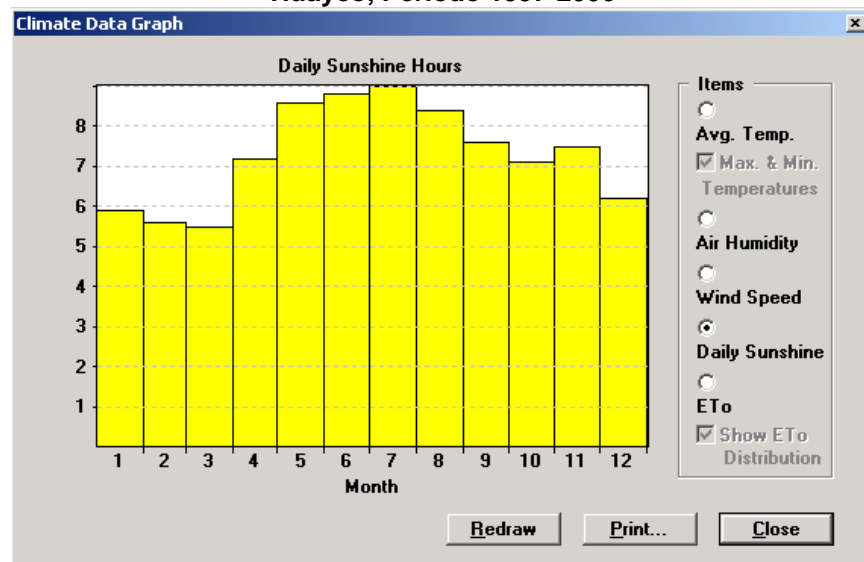 Climate Data Graph
Daily Sunshine Hours
8
7
6
5
4
3
2
1
1 2 3 4 5 6 7 8 9 10 11 12
Month
Items
Avg. Temp.
Max. & Min.
Temperatures
Air Humidity
Wind Speed
Daily Sunshine
ETo
Show ETo
Distribution
Redraw Print... Close